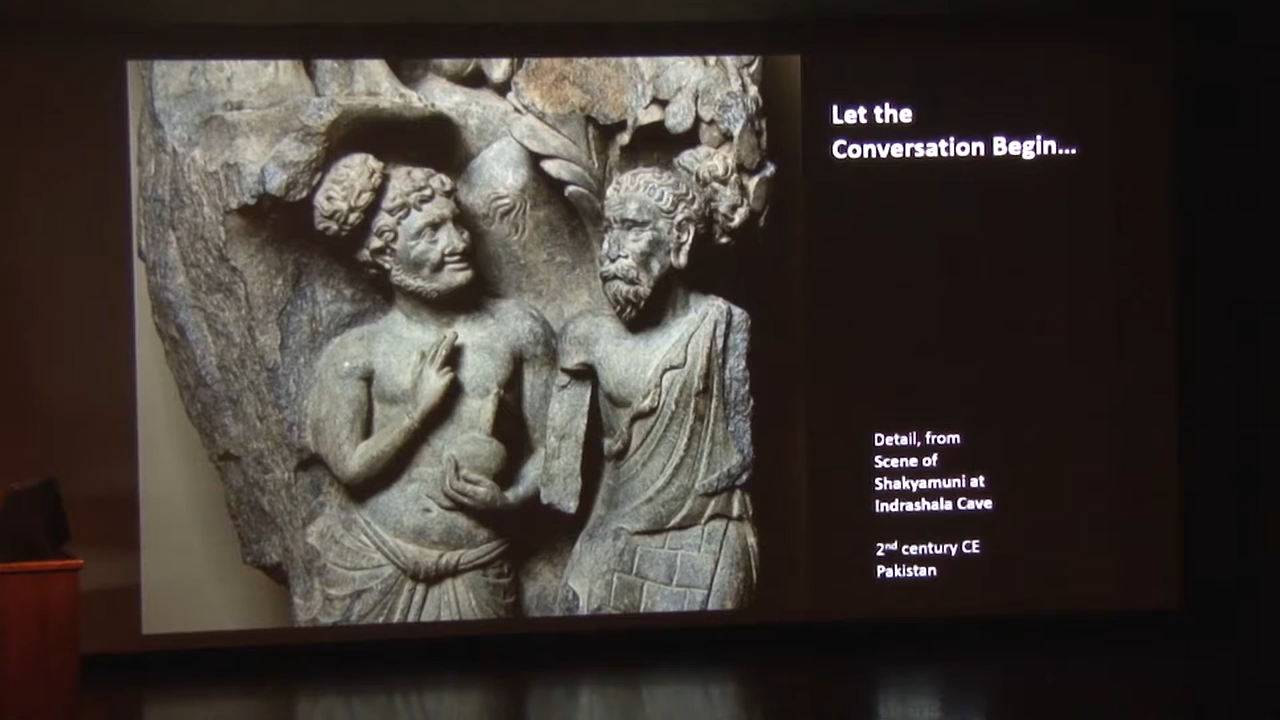 Let the
Conversation Begin...
Detail, from
Scene of
Shakyamuni at
Indrashala Cave
2nd century CE
Pakistan